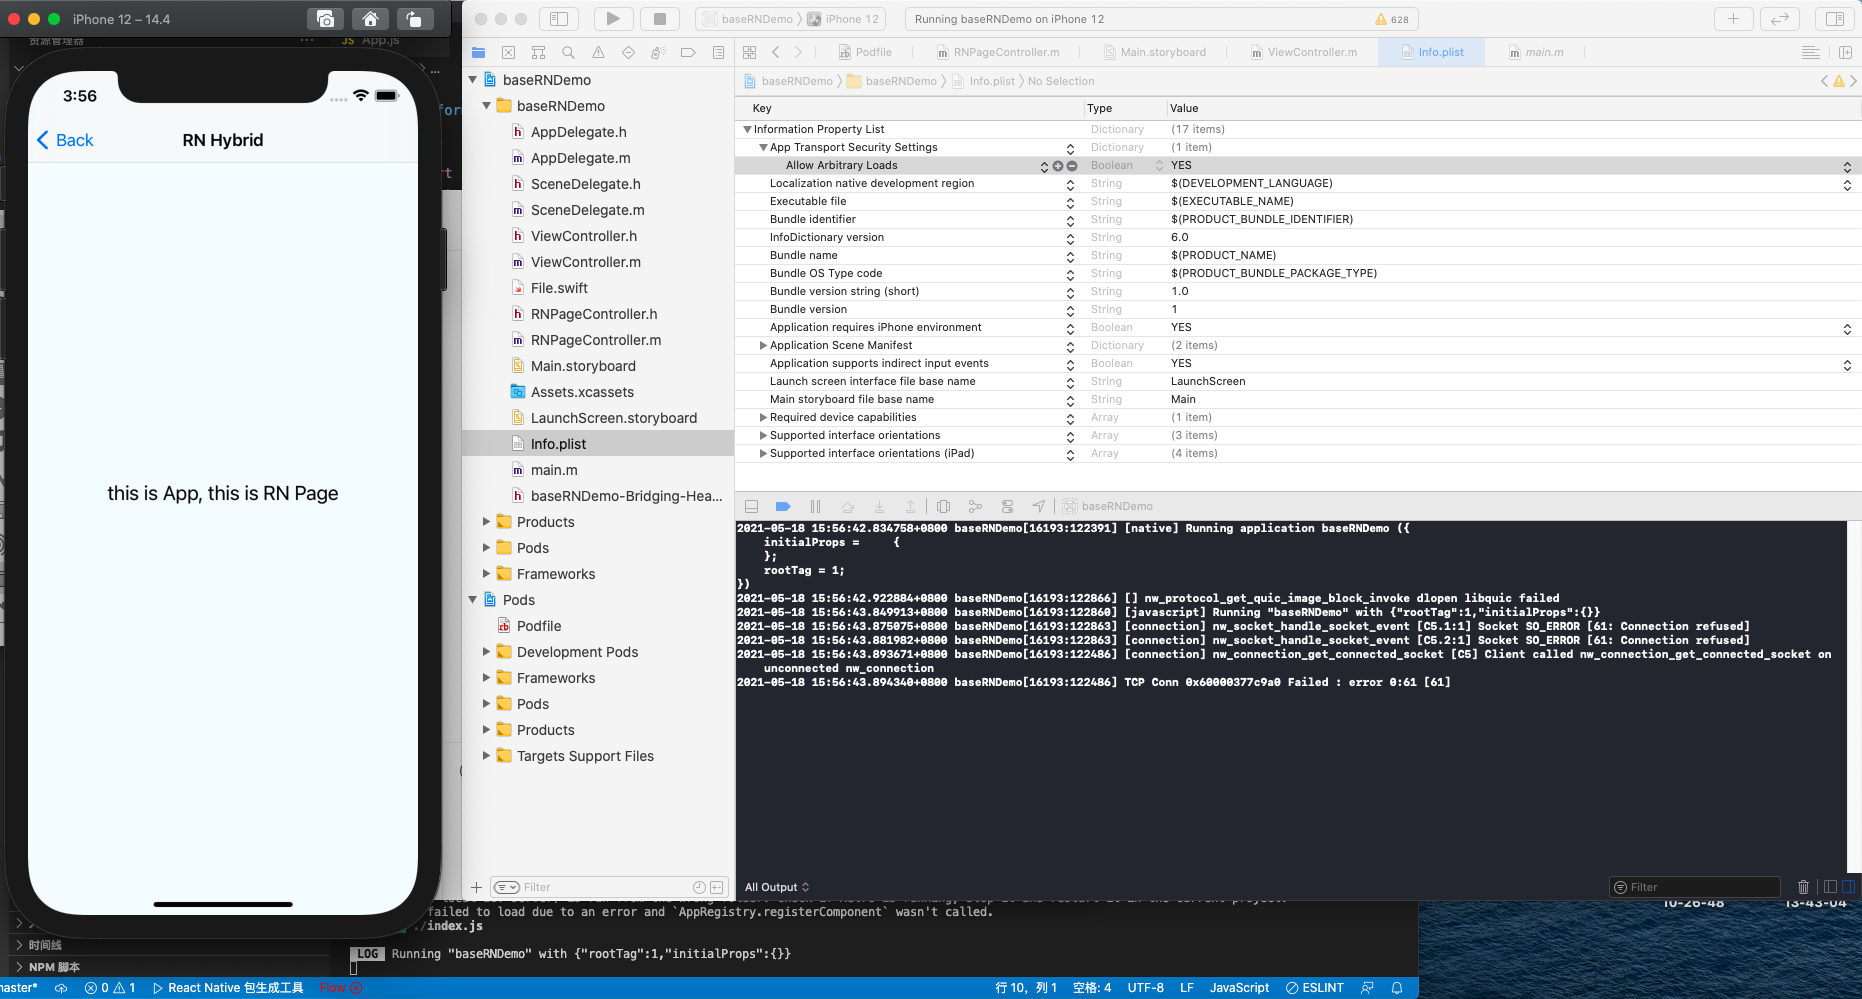 iPhone 12 – 14.4
资源管理器
JS App.js
3:56
Back
RN Hybrid
this is App, this is RN Page
baseRNDemo
iPhone 12
Running baseRNDemo on iPhone 12
628
Podfile
RNPageController.m
Main.storyboard
ViewController.m
Info.plist
main.m
baseRNDemo
baseRNDemo
Info.plist
No Selection
baseRNDemo
baseRNDemo
AppDelegate.h
AppDelegate.m
SceneDelegate.h
SceneDelegate.m
ViewController.h
ViewController.m
File.swift
RNPageController.h
RNPageController.m
Main.storyboard
Assets.xcassets
LaunchScreen.storyboard
Info.plist
main.m
baseRNDemo-Bridging-Hea...
Products
Pods
Frameworks
Pods
Podfile
Development Pods
Frameworks
Pods
Products
Targets Support Files
Filter
Key Type Value
Information Property List Dictionary (17 items)
App Transport Security Settings Dictionary (1 item)
Allow Arbitrary Loads Boolean YES
Localization native development region String $(DEVELOPMENT_LANGUAGE)
Executable file String $(EXECUTABLE_NAME)
Bundle identifier String $(PRODUCT_BUNDLE_IDENTIFIER)
InfoDictionary version String 6.0
Bundle name String $(PRODUCT_NAME)
Bundle OS Type code String $(PRODUCT_BUNDLE_PACKAGE_TYPE)
Bundle version string (short) String 1.0
Bundle version String 1
Application requires iPhone environment Boolean YES
Application Scene Manifest Dictionary (2 items)
Application supports indirect input events Boolean YES
Launch screen interface file base name String LaunchScreen
Main storyboard file base name String Main
Required device capabilities Array (1 item)
Supported interface orientations Array (3 items)
Supported interface orientations (iPad) Array (4 items)
baseRNDemo
2021-05-18 15:56:42.834758+0800 baseRNDemo[16193:122391] [native] Running application baseRNDemo ({
initialProps = {
};
rootTag = 1;
})
2021-05-18 15:56:42.922884+0800 baseRNDemo[16193:122866] [] nw_protocol_get_quic_image_block_invoke dlopen libquic failed
2021-05-18 15:56:43.849913+0800 baseRNDemo[16193:122860] [javascript] Running "baseRNDemo" with {"rootTag":1,"initialProps":{}}
2021-05-18 15:56:43.875075+0800 baseRNDemo[16193:122863] [connection] nw_socket_handle_socket_event [C5.1:1] Socket SO_ERROR [61: Connection refused]
2021-05-18 15:56:43.881982+0800 baseRNDemo[16193:122863] [connection] nw_socket_handle_socket_event [C5.2:1] Socket SO_ERROR [61: Connection refused]
2021-05-18 15:56:43.893671+0800 baseRNDemo[16193:122486] [connection] nw_connection_get_connected_socket [C5] Client called nw_connection_get_connected_socket on
unconnected nw_connection
2021-05-18 15:56:43.894340+0800 baseRNDemo[16193:122486] TCP Conn 0x60000377c9a0 Failed : error 0:61 [61]
All Output
Filter
failed to load due to an error and `AppRegistry.registerComponent` wasn't called.
./index.js
LOG Running "baseRNDemo" with {"rootTag":1,"initialProps":{}}
10-26-48
13-43-04
时间线
NPM 脚本
master*
0 1
React Native 包生成工具
Flow
行 10，列 1
空格: 4
UTF-8
LF
JavaScript
ESLINT